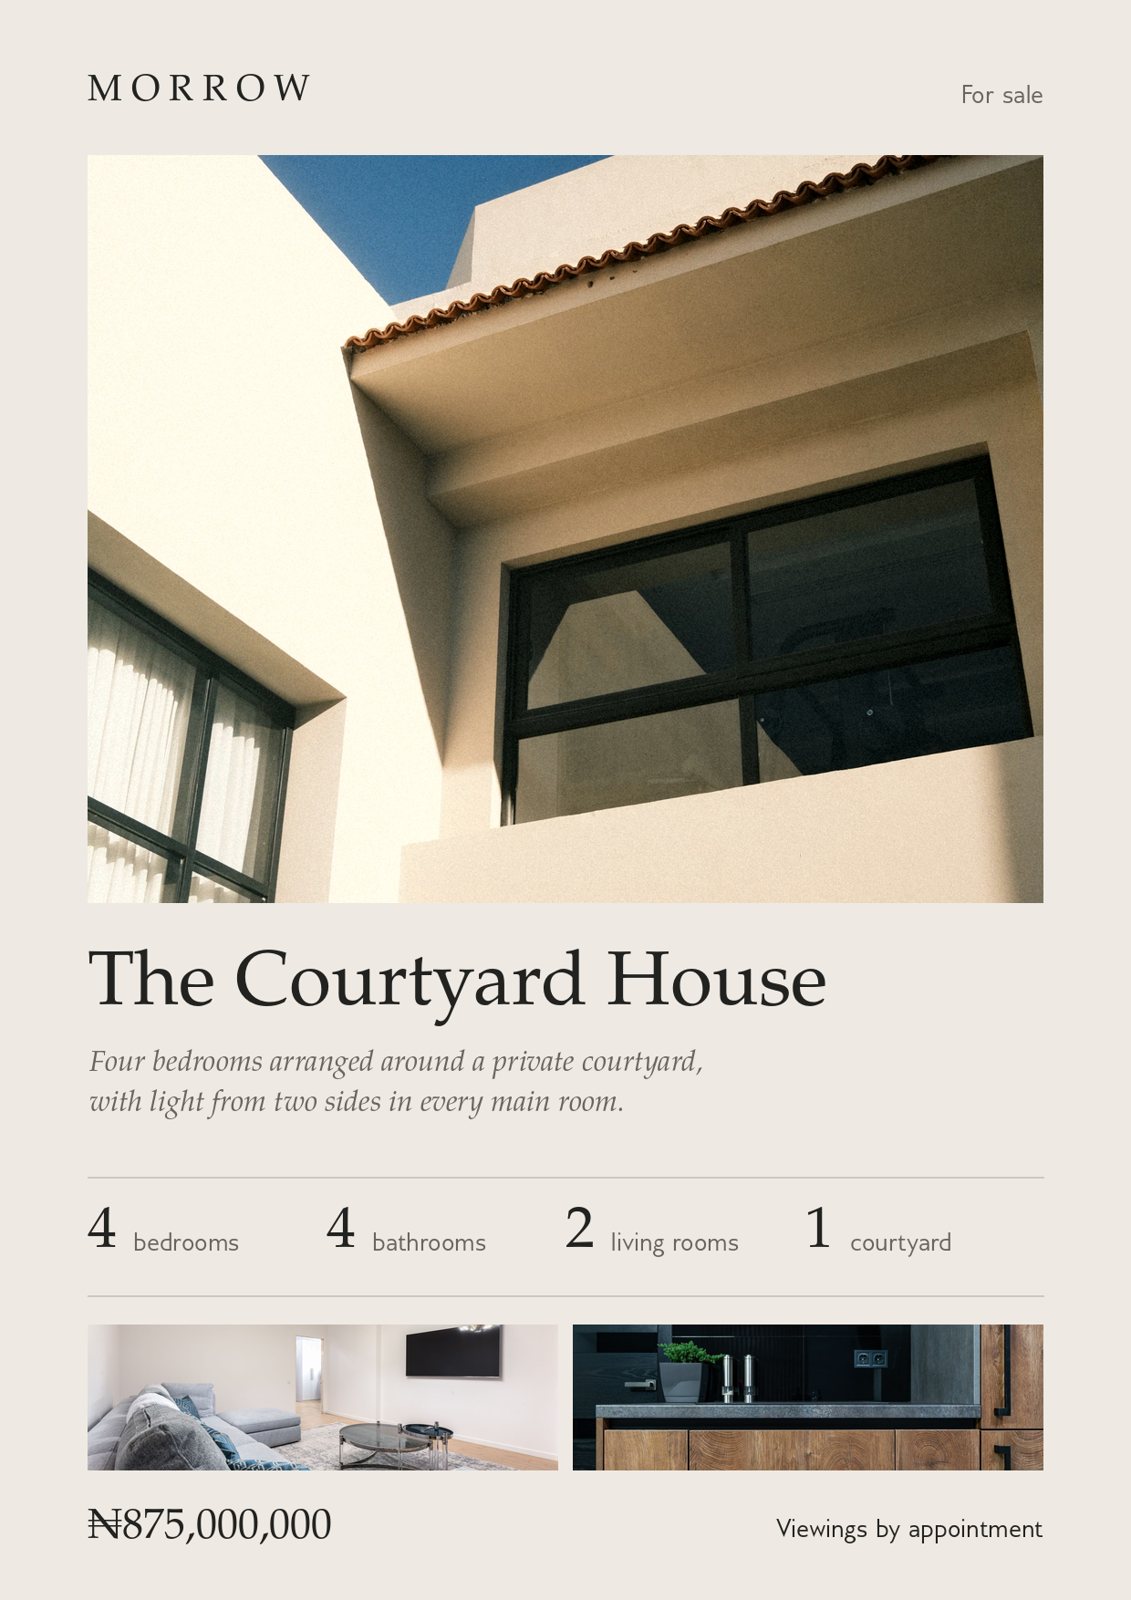 MORROW
For sale
The Courtyard House
Four bedrooms arranged around a private courtyard,
with light from two sides in every main room.
4 bedrooms
4 bathrooms
2 living rooms
1 courtyard
₦875,000,000
Viewings by appointment